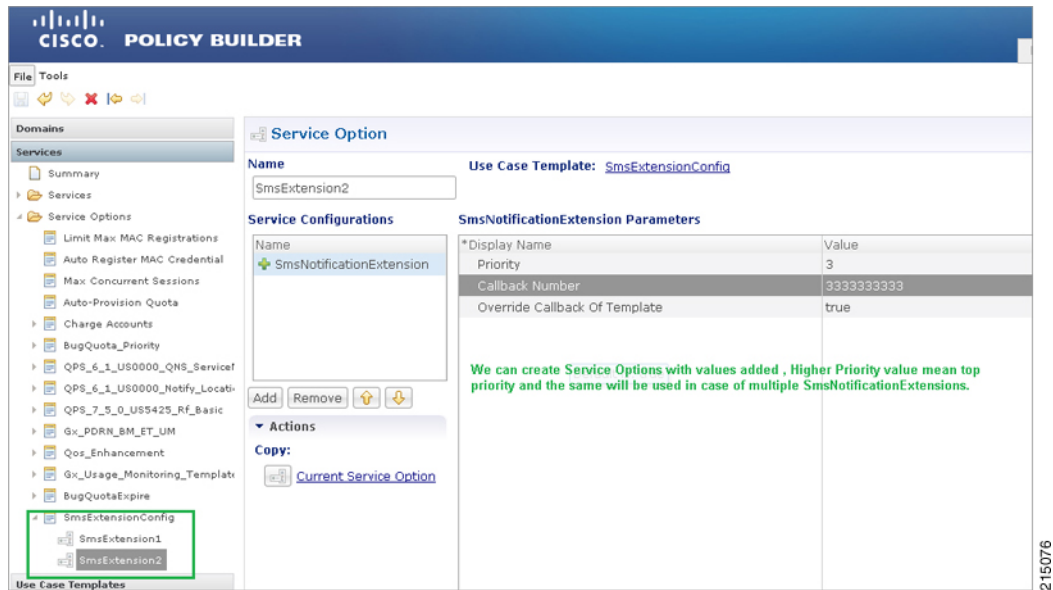 CISCO. POLICY BUILDER
File Tools
Domains
Services
Summary
Services
Service Options
Limit Max MAC Registrations
Auto Register MAC Credential
Max Concurrent Sessions
Auto-Provision Quota
Charge Accounts
BugQuota_Priority
QPS_6_1_US0000_QNS_Service
QPS_6_1_US0000_Notify_Locati
QPS_7_5_0_US5425_Rf_Basic
Gx_PDRN_BM_ET_UM
Qos_Enhancement
Gx_Usage_Monitoring_Template
BugQuotaExpire
SmsExtensionConfig
SmsExtension1
SmsExtension2
Use Case Templates
Service Option
Name
SmsExtension2
Use Case Template: SmsExtensionConfig
Service Configurations
Name
SmsNotificationExtension
Add Remove
Actions
Copy:
Current Service Option
SmsNotificationExtension Parameters
*Display Name Value
Priority 3
Callback Number 3333333333
Override Callback Of Template true
We can create Service Options with values added , Higher Priority value mean top
priority and the same will be used in case of multiple SmsNotificationExtensions.
215076